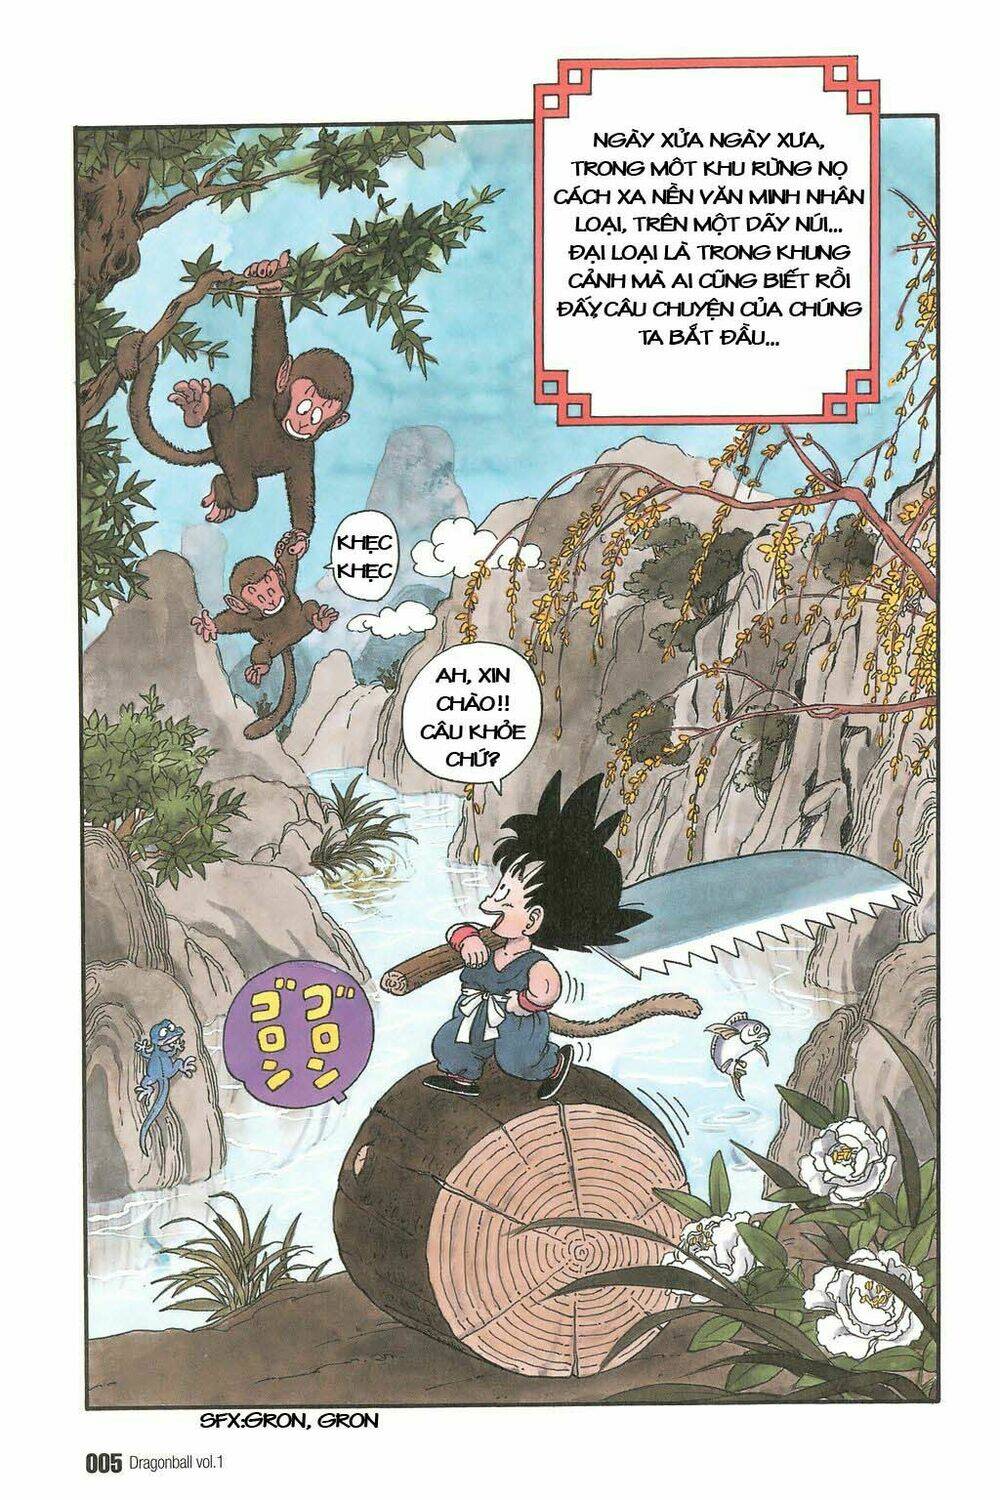 NGÀY XỬA NGÀY XƯA,
TRONG MÔT KHU RỪNG NỌ
CÁCH XA NỀN VĂN MINH NHÂN
LOẠI, TRÊN MỘT DÃY NÚI...
ĐẠI LOẠI LÀ TRONG KHUNG
CẢNH MÀ AI CŨNG BIẾT RỒI
ĐẤY, CÂU CHUYỆN CỦA CHÚNG
TA BẮT ĐẦU...
KHẸC
KHẸC
AH, XIN
CHÀO!!
CÂU KHỎE
CHỨ?
ゴロン
ゴロン
SFX:GRON, GRON
005 Dragonball vol.1